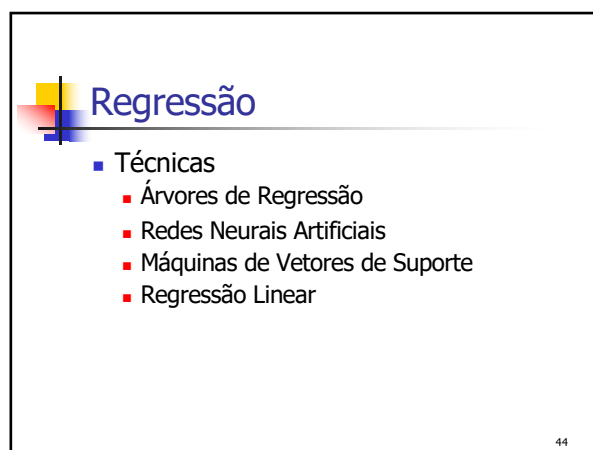 Regressão
Técnicas
Árvores de Regressão
Redes Neurais Artificiais
Máquinas de Vetores de Suporte
Regressão Linear
44